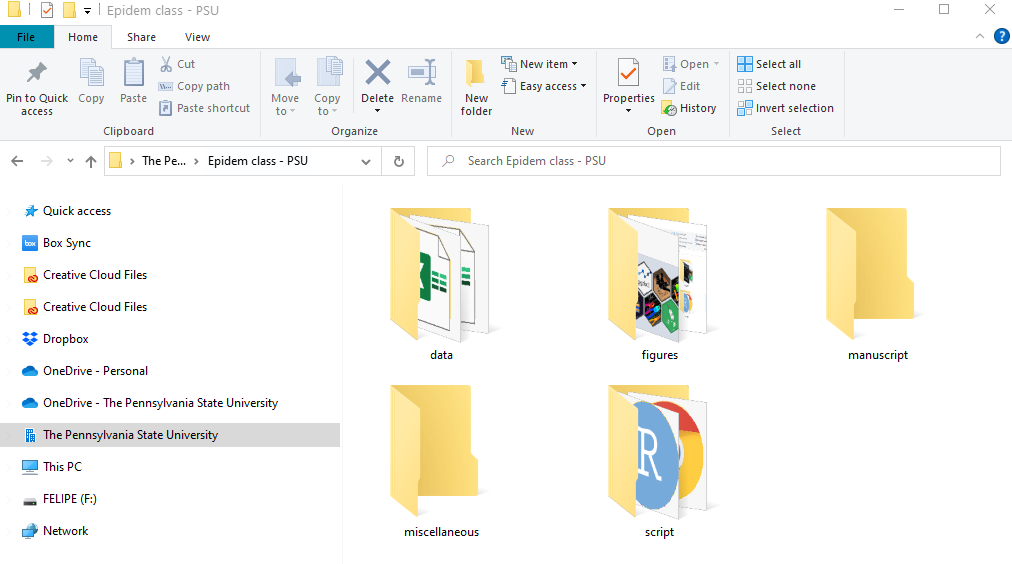 Epidem class - PSU
File Home Share View
Pin to Quick access
Copy
Paste
Cut
Copy path
Paste shortcut
Clipboard
Move to
Copy to
Delete
Rename
Organize
New folder
New item
Easy access
New
Properties
Open
Edit
History
Open
Select all
Select none
Invert selection
Select
The Pe... Epidem class - PSU
Search Epidem class - PSU
Quick access
box Box Sync
Creative Cloud Files
Creative Cloud Files
Dropbox
OneDrive - Personal
OneDrive - The Pennsylvania State University
The Pennsylvania State University
This PC
FELIPE (F:)
Network
data
figures
manuscript
miscellaneous
R
script